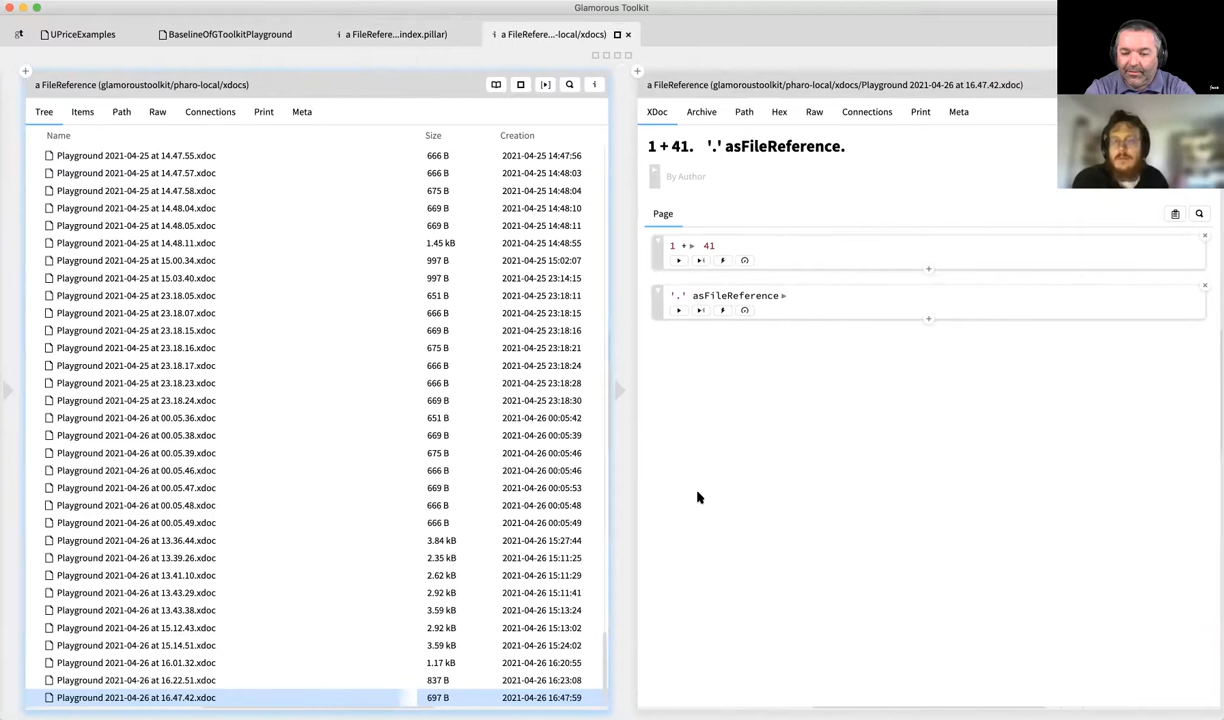 Glamorous Toolkit
gt UPriceExamples BaselineOfGToolkitPlayground i a FileRefere...index.pillar) i a FileRefere...-local/xdocs)
a FileReference (glamoroustoolkit/pharo-local/xdocs)
Tree Items Path Raw Connections Print Meta
Name Size Creation
Playground 2021-04-25 at 14.47.55.xdoc 666 B 2021-04-25 14:47:56
Playground 2021-04-25 at 14.47.57.xdoc 666 B 2021-04-25 14:48:03
Playground 2021-04-25 at 14.47.58.xdoc 675 B 2021-04-25 14:48:04
Playground 2021-04-25 at 14.48.04.xdoc 669 B 2021-04-25 14:48:10
Playground 2021-04-25 at 14.48.05.xdoc 669 B 2021-04-25 14:48:11
Playground 2021-04-25 at 14.48.11.xdoc 1.45 kB 2021-04-25 14:48:55
Playground 2021-04-25 at 15.00.34.xdoc 997 B 2021-04-25 15:02:07
Playground 2021-04-25 at 15.03.40.xdoc 997 B 2021-04-25 23:14:15
Playground 2021-04-25 at 23.18.05.xdoc 651 B 2021-04-25 23:18:11
Playground 2021-04-25 at 23.18.07.xdoc 666 B 2021-04-25 23:18:15
Playground 2021-04-25 at 23.18.15.xdoc 669 B 2021-04-25 23:18:16
Playground 2021-04-25 at 23.18.16.xdoc 675 B 2021-04-25 23:18:21
Playground 2021-04-25 at 23.18.17.xdoc 666 B 2021-04-25 23:18:24
Playground 2021-04-25 at 23.18.23.xdoc 666 B 2021-04-25 23:18:28
Playground 2021-04-25 at 23.18.24.xdoc 669 B 2021-04-25 23:18:30
Playground 2021-04-26 at 00.05.36.xdoc 651 B 2021-04-26 00:05:42
Playground 2021-04-26 at 00.05.38.xdoc 669 B 2021-04-26 00:05:39
Playground 2021-04-26 at 00.05.39.xdoc 675 B 2021-04-26 00:05:46
Playground 2021-04-26 at 00.05.46.xdoc 666 B 2021-04-26 00:05:46
Playground 2021-04-26 at 00.05.47.xdoc 669 B 2021-04-26 00:05:53
Playground 2021-04-26 at 00.05.48.xdoc 666 B 2021-04-26 00:05:48
Playground 2021-04-26 at 00.05.49.xdoc 666 B 2021-04-26 00:05:49
Playground 2021-04-26 at 13.36.44.xdoc 3.84 kB 2021-04-26 15:27:44
Playground 2021-04-26 at 13.39.26.xdoc 2.35 kB 2021-04-26 15:11:25
Playground 2021-04-26 at 13.41.10.xdoc 2.62 kB 2021-04-26 15:11:29
Playground 2021-04-26 at 13.43.29.xdoc 2.92 kB 2021-04-26 15:11:41
Playground 2021-04-26 at 13.43.38.xdoc 3.59 kB 2021-04-26 15:13:24
Playground 2021-04-26 at 15.12.43.xdoc 2.92 kB 2021-04-26 15:13:02
Playground 2021-04-26 at 15.14.51.xdoc 3.59 kB 2021-04-26 15:24:02
Playground 2021-04-26 at 16.01.32.xdoc 1.17 kB 2021-04-26 16:20:55
Playground 2021-04-26 at 16.22.51.xdoc 837 B 2021-04-26 16:23:08
Playground 2021-04-26 at 16.47.42.xdoc 697 B 2021-04-26 16:47:59
a FileReference (glamoroustoolkit/pharo-local/xdocs/Playground 2021-04-26 at 16.47.42.xdoc)
XDoc Archive Path Hex Raw Connections Print Meta
1 + 41. '.' asFileReference.
By Author
Page
1 + 41
'.' asFileReference